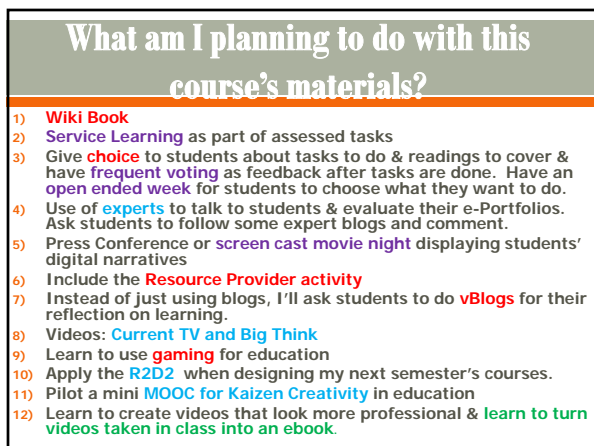 What am I planning to do with this
course's materials?
1) Wiki Book
2) Service Learning as part of assessed tasks
3) Give choice to students about tasks to do & readings to cover &
have frequent voting as feedback after tasks are done. Have an
open ended week for students to choose what they want to do.
4) Use of experts to talk to students & evaluate their e-Portfolios.
Ask students to follow some expert blogs and comment.
5) Press Conference or screen cast movie night displaying students'
digital narratives
6) Include the Resource Provider activity
7) Instead of just using blogs, I'll ask students to do vBlogs for their
reflection on learning.
8) Videos: Current TV and Big Think
9) Learn to use gaming for education
10) Apply the R2D2 when designing my next semester's courses.
11) Pilot a mini MOOC for Kaizen Creativity in education
12) Learn to create videos that look more professional & learn to turn
videos taken in class into an ebook.